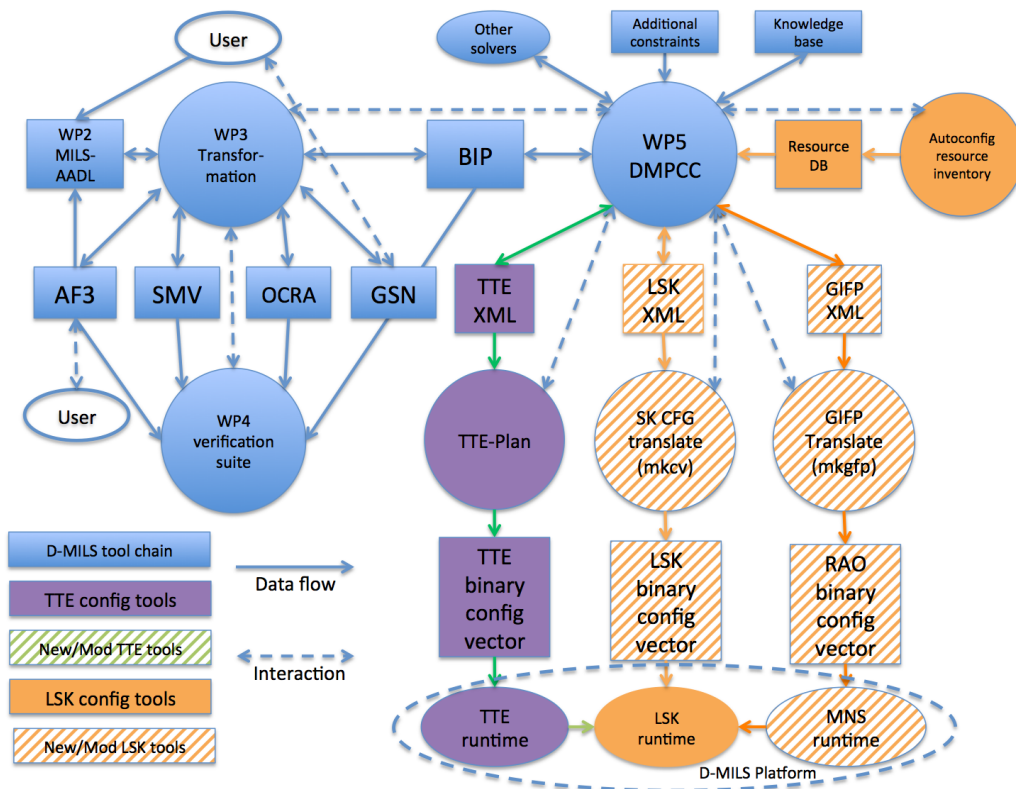 User
Other
solvers
Additional
constraints
Knowledge
base
WP2
MILS-
AADL
WP3
Transfor-
mation
BIP
WP5
DMPCC
Resource
DB
Autoconfig
resource
inventory
AF3
SMV
OCRA
GSN
TTE
XML
LSK
XML
GIFP
XML
User
WP4
verification
suite
TTE-Plan
SK CFG
translate
(mkcv)
GIFP
Translate
(mkgfp)
D-MILS tool chain
TTE config tools
New/Mod TTE tools
LSK config tools
New/Mod LSK tools
Data flow
Interaction
TTE
binary
config
vector
LSK
binary
config
vector
RAO
binary
config
vector
TTE
runtime
LSK
runtime
MNS
runtime
D-MILS Platform